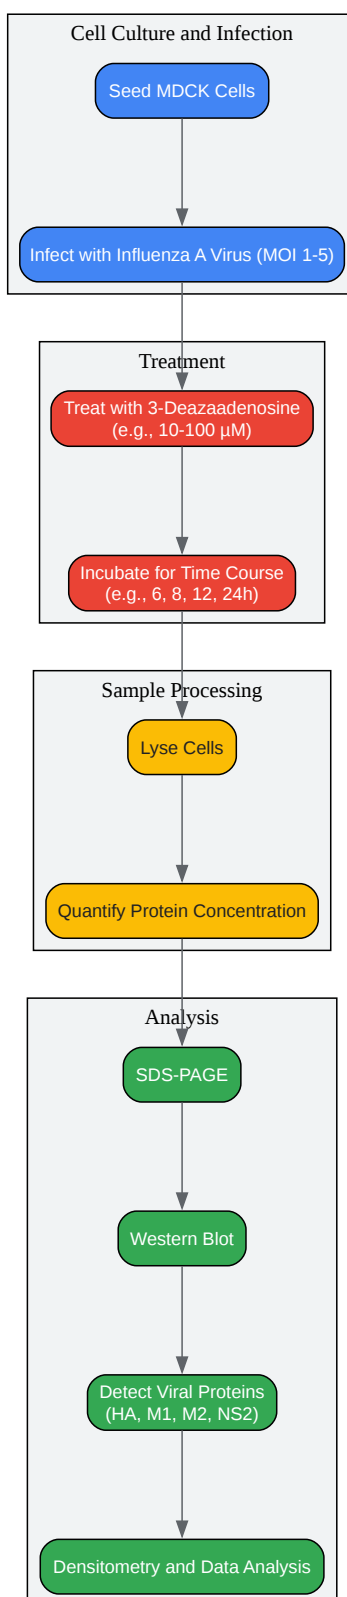 Cell Culture and Infection
Seed MDCK Cells
Infect with Influenza A Virus (MOI 1-5)
Treatment
Treat with 3-Deazaadenosine
(e.g., 10-100 µM)
Incubate for Time Course
(e.g., 6, 8, 12, 24h)
Sample Processing
Lyse Cells
Quantify Protein Concentration
Analysis
SDS-PAGE
Western Blot
Detect Viral Proteins
(HA, M1, M2, NS2)
Densitometry and Data Analysis